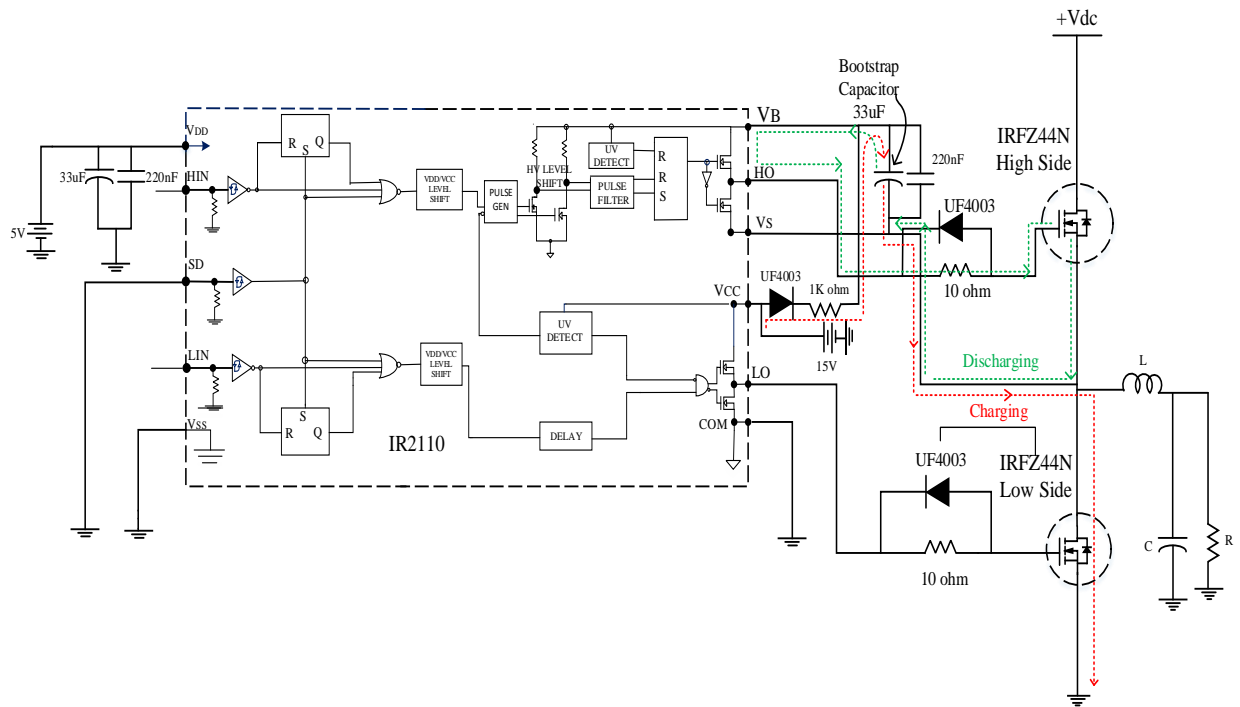 +Vdc
Bootstrap
Capacitor
33uF
VB
IRFZ44N
High Side
VDD
33uF
220nF
5V
HIN
R
S
Q
VDD/VCC
LEVEL
SHIFT
PULSE
GEN
HV LEVEL
SHIFT
UV
DETECT
PULSE
FILTER
R
R
S
HO
VS
220nF
UF4003
10 ohm
SD
VCC
UF4003
1K ohm
15V
UV
DETECT
Discharging
L
LIN
VDD/VCC
LEVEL
SHIFT
LO
Charging
S
R
Q
VSS
IR2110
DELAY
COM
UF4003
IRFZ44N
Low Side
10 ohm
C
R